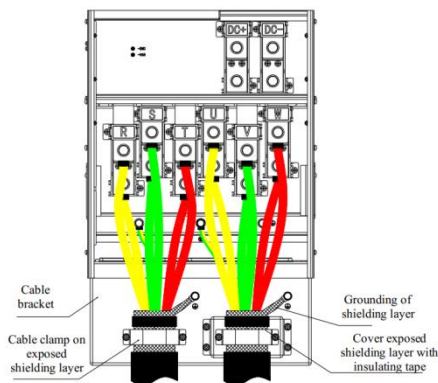 DC+
DC-
R
S
T
U
V
W
Cable
bracket
Cable clamp on
exposed
shielding layer
Grounding of
shielding layer
Cover exposed
shielding layer with
insulating tape